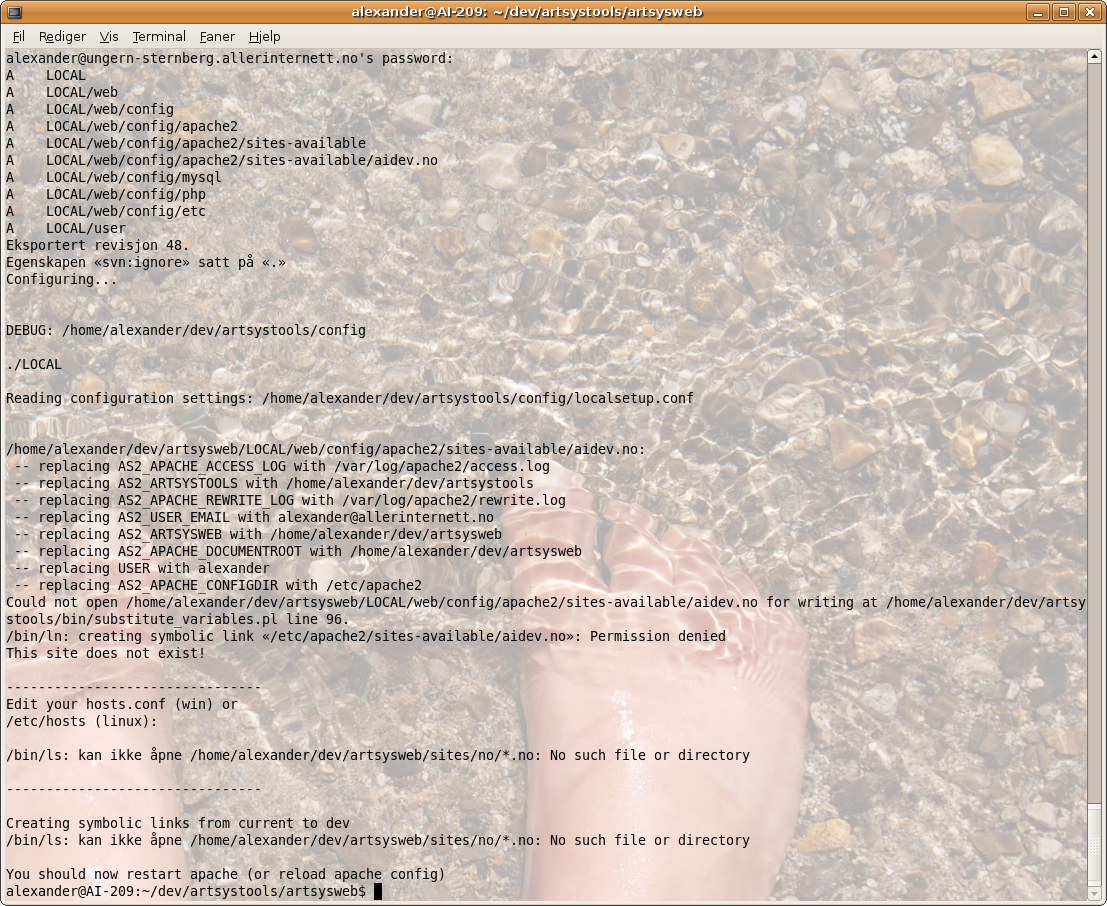 alexander@AI-209: ~/dev/artsystools/artsysweb
Fil Rediger Vis Terminal Faner Hjelp
alexander@ungern-sternberg.allerinternett.no's password:
A    LOCAL
A    LOCAL/web
A    LOCAL/web/config
A    LOCAL/web/config/apache2
A    LOCAL/web/config/apache2/sites-available
A    LOCAL/web/config/apache2/sites-available/aidev.no
A    LOCAL/web/config/mysql
A    LOCAL/web/config/php
A    LOCAL/web/config/etc
A    LOCAL/user
Eksportert revisjon 48.
Egenskapen «svn:ignore» satt på «.»
Configuring...
DEBUG: /home/alexander/dev/artsystools/config
./LOCAL
Reading configuration settings: /home/alexander/dev/artsystools/config/localsetup.conf
/home/alexander/dev/artsysweb/LOCAL/web/config/apache2/sites-available/aidev.no:
 -- replacing AS2_APACHE_ACCESS_LOG with /var/log/apache2/access.log
 -- replacing AS2_ARTSYSTOOLS with /home/alexander/dev/artsystools
 -- replacing AS2_APACHE_REWRITE_LOG with /var/log/apache2/rewrite.log
 -- replacing AS2_USER_EMAIL with alexander@allerinternett.no
 -- replacing AS2_ARTSYSWEB with /home/alexander/dev/artsysweb
 -- replacing AS2_APACHE_DOCUMENTROOT with /home/alexander/dev/artsysweb
 -- replacing USER with alexander
 -- replacing AS2_APACHE_CONFIGDIR with /etc/apache2
Could not open /home/alexander/dev/artsysweb/LOCAL/web/config/apache2/sites-available/aidev.no for writing at /home/alexander/dev/artsy
stools/bin/substitute_variables.pl line 96.
/bin/ln: creating symbolic link «/etc/apache2/sites-available/aidev.no»: Permission denied
This site does not exist!
--------------------------------
Edit your hosts.conf (win) or
/etc/hosts (linux):
/bin/ls: kan ikke åpne /home/alexander/dev/artsysweb/sites/no/*.no: No such file or directory
--------------------------------
Creating symbolic links from current to dev
/bin/ls: kan ikke åpne /home/alexander/dev/artsysweb/sites/no/*.no: No such file or directory
You should now restart apache (or reload apache config)
alexander@AI-209:~/dev/artsystools/artsysweb$